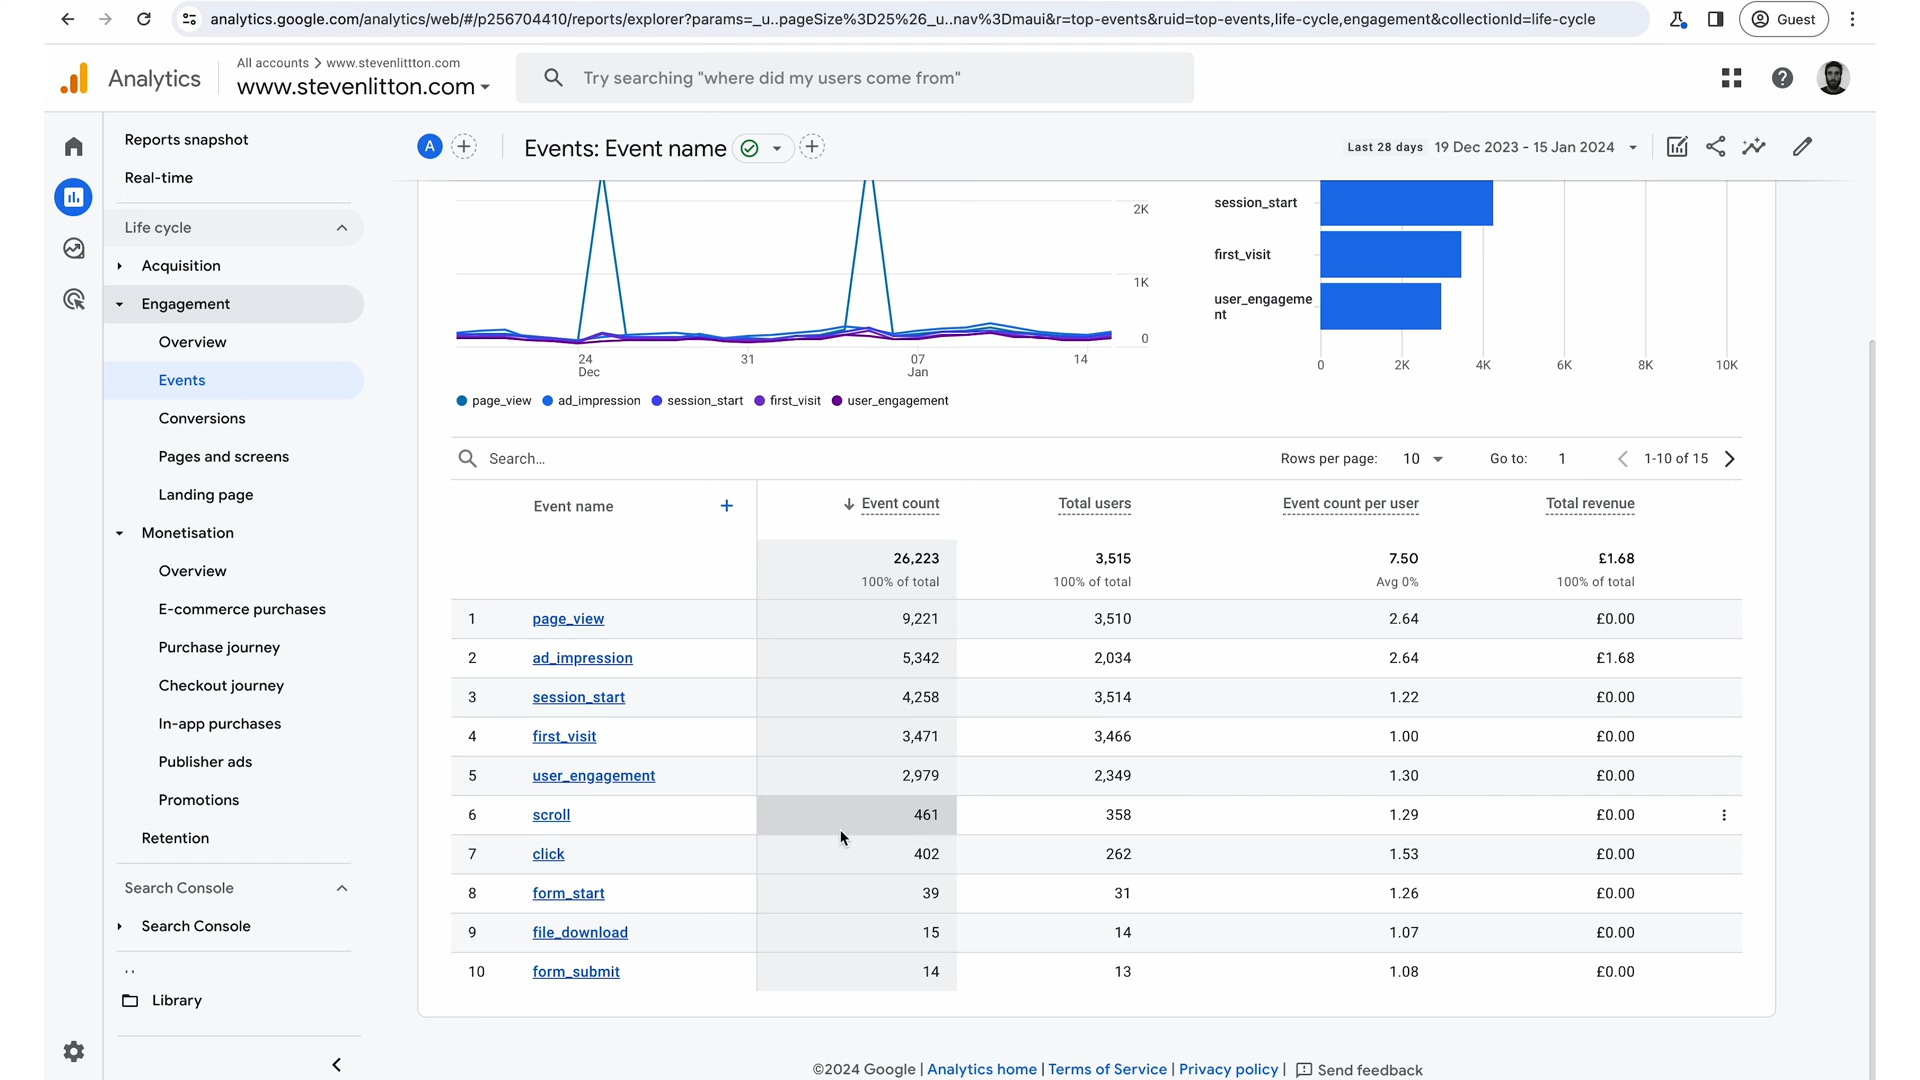 analytics.google.com/analytics/web/#/p256704410/reports/explorer?params=_u..pageSize%3D25%26_u..nav%3Dmaui&r=top-events&ruid=top-events,life-cycle,engagement&collectionId=life-cycle
Guest
Analytics
All accounts > www.stevenlitton.com
www.stevenlitton.com
Try searching "where did my users come from"
Reports snapshot
Real-time
Life cycle
Acquisition
Engagement
Overview
Events
Conversions
Pages and screens
Landing page
Monetisation
Overview
E-commerce purchases
Purchase journey
Checkout journey
In-app purchases
Publisher ads
Promotions
Retention
Search Console
Search Console
Library
A
Events: Event name
Last 28 days 19 Dec 2023 - 15 Jan 2024
2K
1K
0
24 Dec
31
07 Jan
14
page_view ad_impression session_start first_visit user_engagement
session_start
first_visit
user_engageme
nt
0 2K 4K 6K 8K 10K
Search...
Rows per page: 10 Go to: 1 1-10 of 15
Event name + Event count Total users Event count per user Total revenue
26,223 3,515 7.50 £1.68
100% of total 100% of total Avg 0% 100% of total
1 page_view 9,221 3,510 2.64 £0.00
2 ad_impression 5,342 2,034 2.64 £1.68
3 session_start 4,258 3,514 1.22 £0.00
4 first_visit 3,471 3,466 1.00 £0.00
5 user_engagement 2,979 2,349 1.30 £0.00
6 scroll 461 358 1.29 £0.00
7 click 402 262 1.53 £0.00
8 form_start 39 31 1.26 £0.00
9 file_download 15 14 1.07 £0.00
10 form_submit 14 13 1.08 £0.00
©2024 Google | Analytics home | Terms of Service | Privacy policy | Send feedback